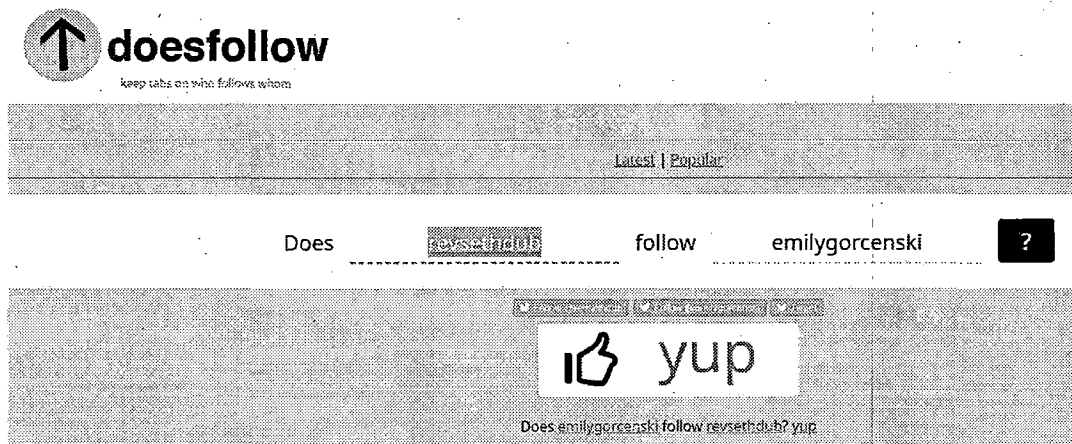 doesfollow
keep tabs on who follows whom
Latest | Popular
Does revsethdub follow emilygorcenski ?
yup
Does emilygorcenski follow revsethdub? yup